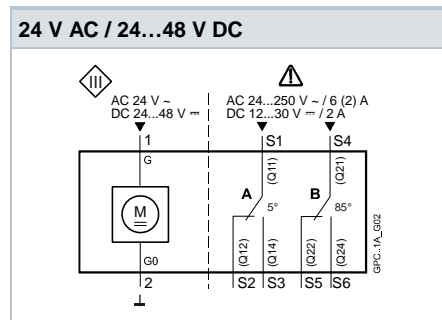 24 V AC / 24...48 V DC
III
AC 24 V ~
DC 24...48 V ⎓
AC 24...250 V ~ / 6 (2) A
DC 12...30 V ⎓ / 2 A
1
S1
S4
G
(Q11)
(Q21)
A
5°
B
85°
M
G0
(Q12)
(Q14)
(Q22)
(Q24)
2
S2
S3
S5
S6
GPC..1A_G02